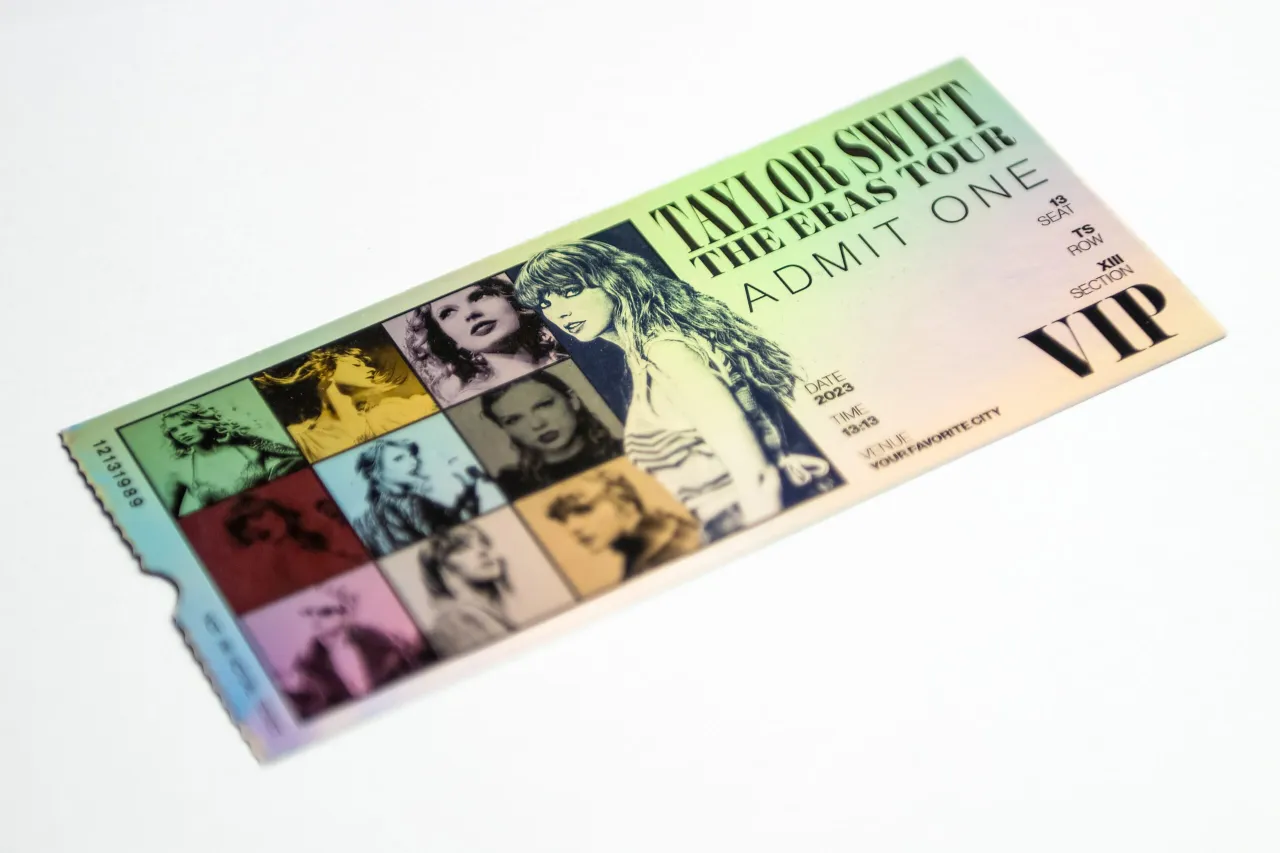 12131989
TAYLOR SWIFT
THE ERAS TOUR
ADMIT ONE
13
SEAT
TS
ROW
XIII
SECTION
VIP
DATE
2023
TIME
13:13
VENUE
YOUR FAVORITE CITY